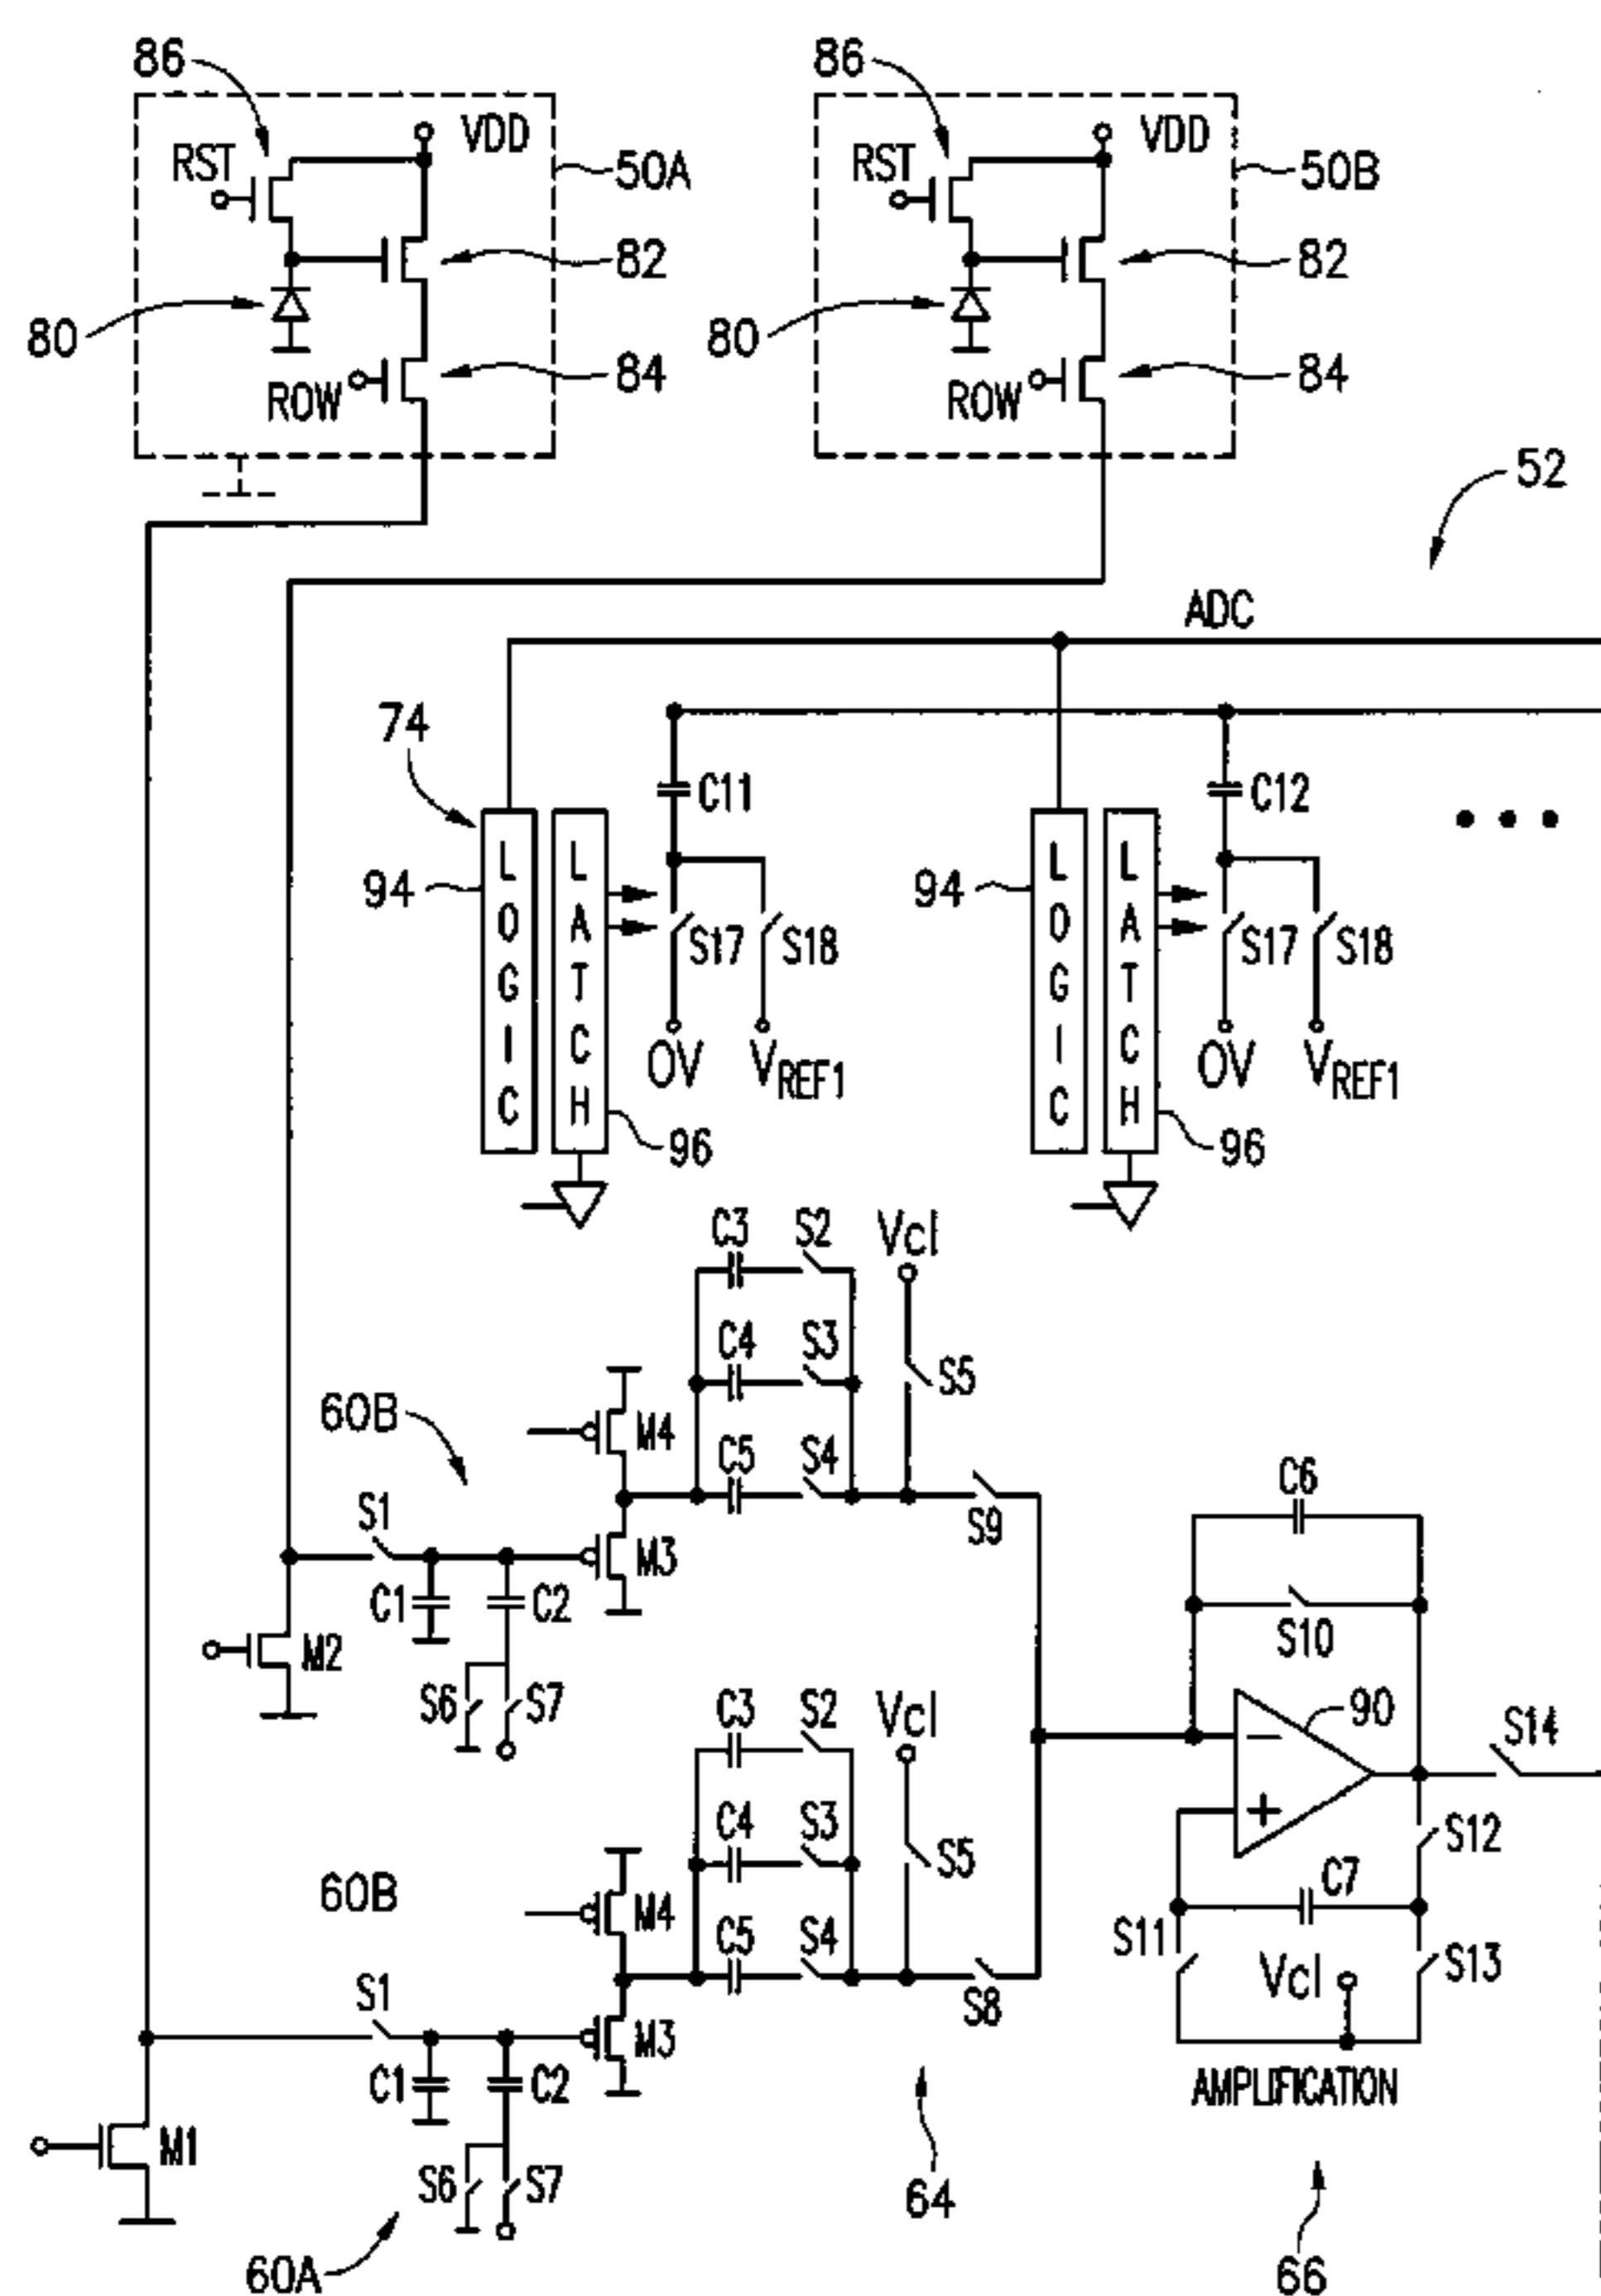 86
86
RST
VDD
50A
RST
VDD
50B
82
82
80
80
ROW
84
ROW
84
52
ADC
74
C11
C12
94
LOGIC
LATCH
S17
S18
94
LOGIC
LATCH
S17
S18
0V
VREF1
0V
VREF1
96
96
C3
S2
Vcl
C4
S3
S5
60B
M4
C5
S4
S9
C6
S1
M3
C1
C2
S10
M2
S6
S7
C3
S2
Vcl
90
S14
C4
S3
S5
S12
60B
M4
C5
S4
C7
S11
S13
Vcl
S1
S8
M3
C1
C2
AMPLIFICATION
M1
S6
S7
64
60A
66